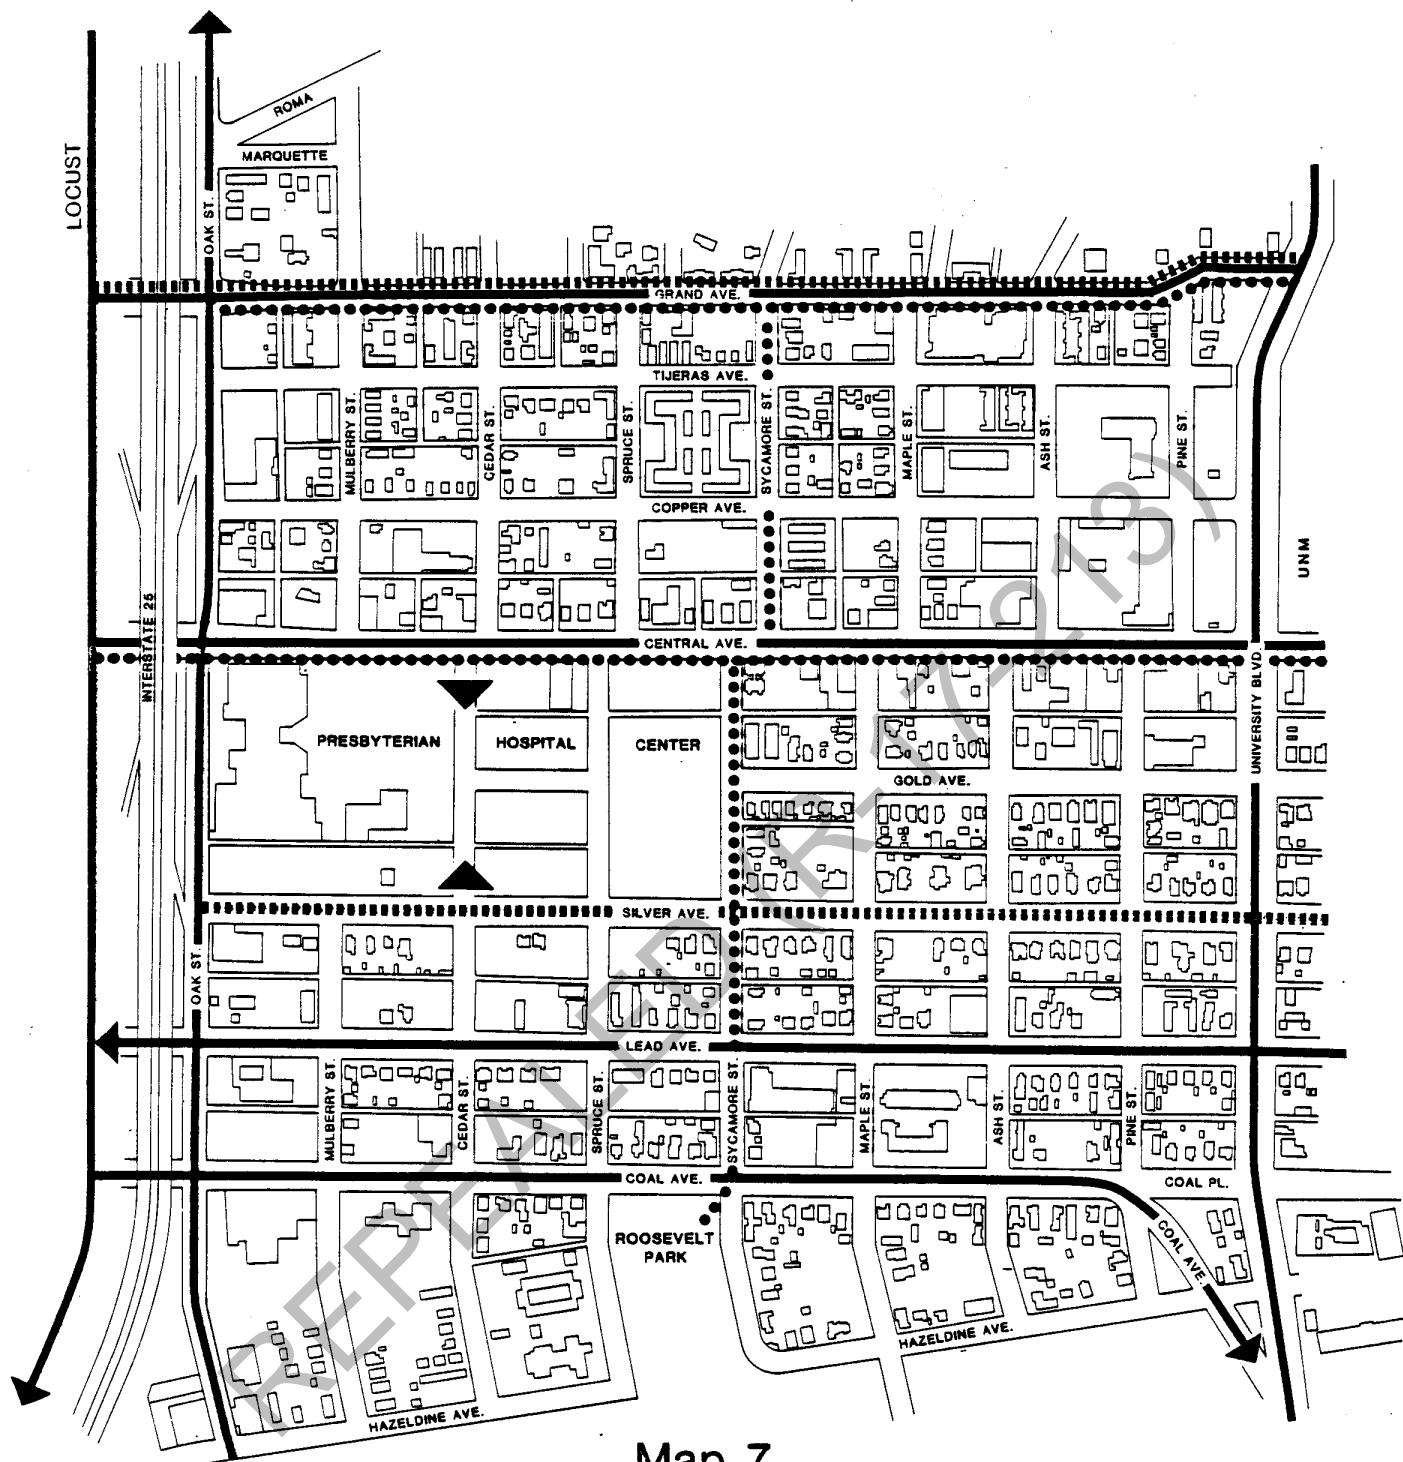 ROMA
MARQUETTE
LOCUST
OAK ST.
GRAND AVE.
TIJERAS AVE.
MULBERRY ST.
CEDAR ST.
SPRUCE ST.
SYCAMORE ST.
MAPLE ST.
ASH ST.
PINE ST.
COPPER AVE.
UNM
INTERSTATE 25
CENTRAL AVE.
UNIVERSITY BLVD.
PRESBYTERIAN HOSPITAL CENTER
GOLD AVE.
SILVER AVE.
OAK ST.
LEAD AVE.
MULBERRY ST.
CEDAR ST.
SPRUCE ST.
SYCAMORE ST.
MAPLE ST.
ASH ST.
PINE ST.
COAL AVE.
COAL PL.
ROOSEVELT
PARK
COAL AVE.
HAZELDINE AVE.
HAZELDINE AVE.
Map 7
REPEALED (R-17-213)